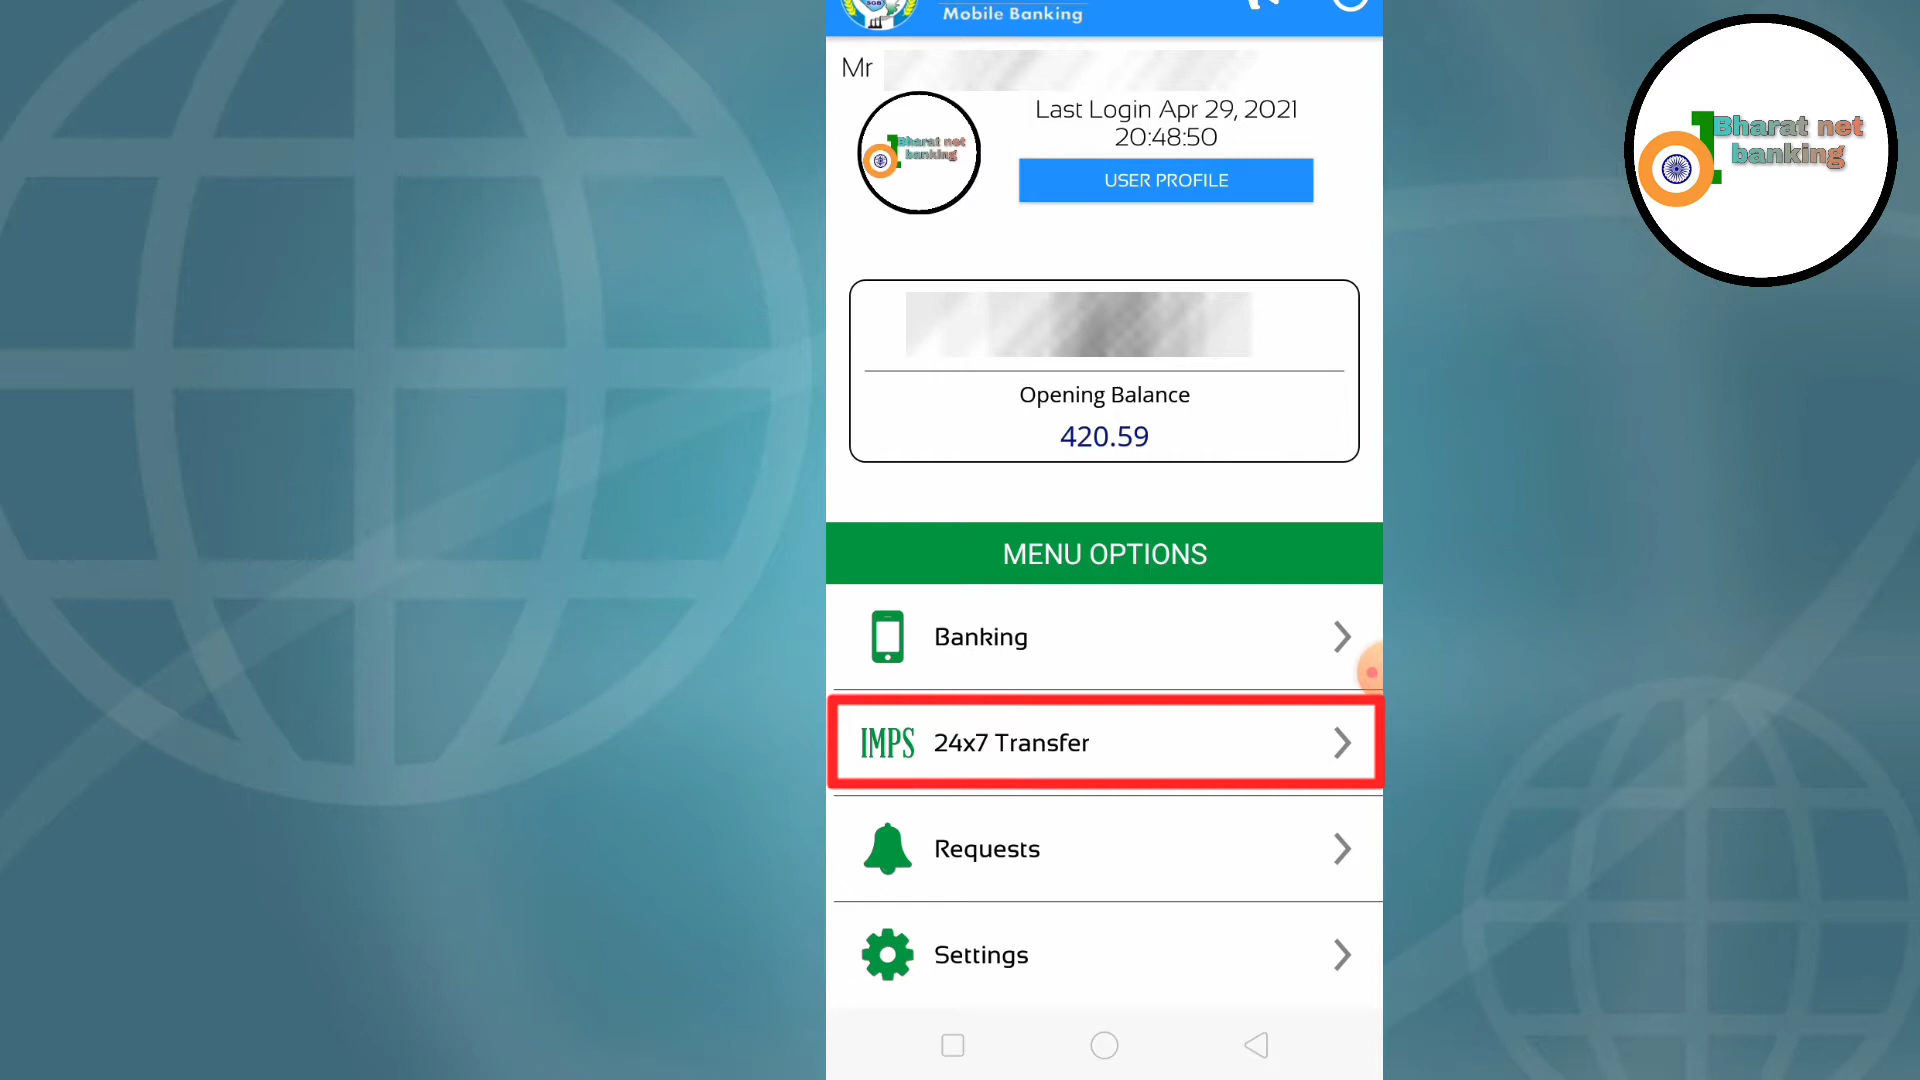 SGB
Mobile Banking
Mr
Last Login Apr 29, 2021
20:48:50
Bharat net
banking
USER PROFILE
Bharat net
banking
Opening Balance
420.59
MENU OPTIONS
Banking
IMPS 24x7 Transfer
Requests
Settings